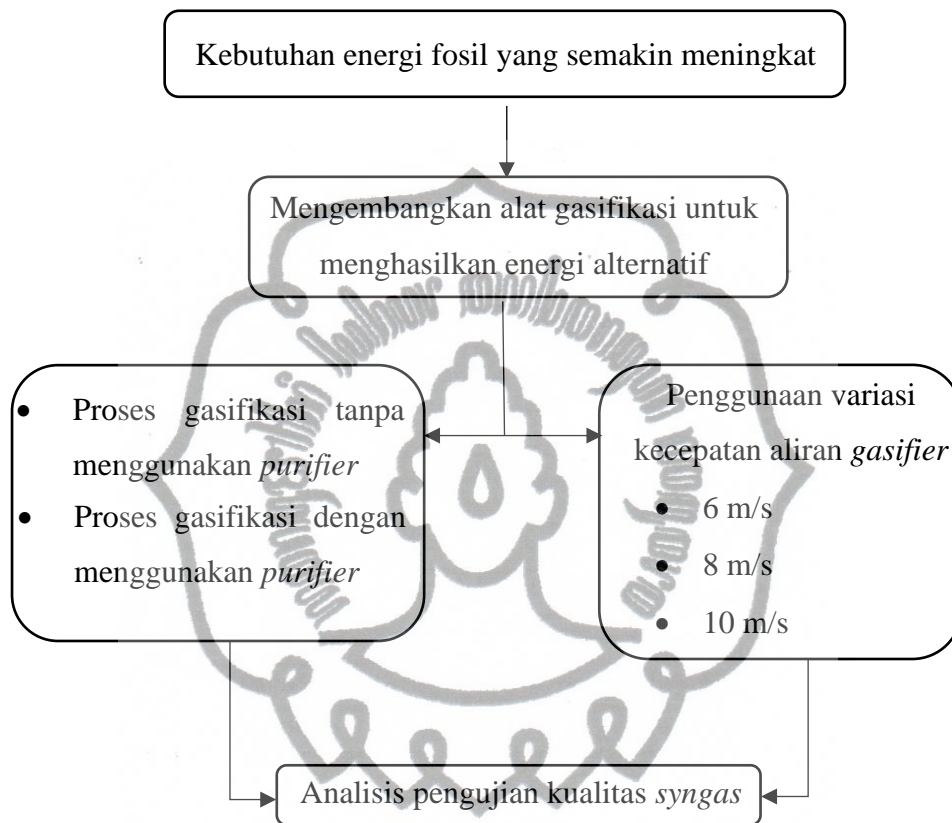 Kebutuhan energi fosil yang semakin meningkat
Mengembangkan alat gasifikasi untuk
menghasilkan energi alternatif
• Proses gasifikasi tanpa
menggunakan purifier
• Proses gasifikasi dengan
menggunakan purifier
Penggunaan variasi
kecepatan aliran gasifier
• 6 m/s
• 8 m/s
• 10 m/s
Analisis pengujian kualitas syngas